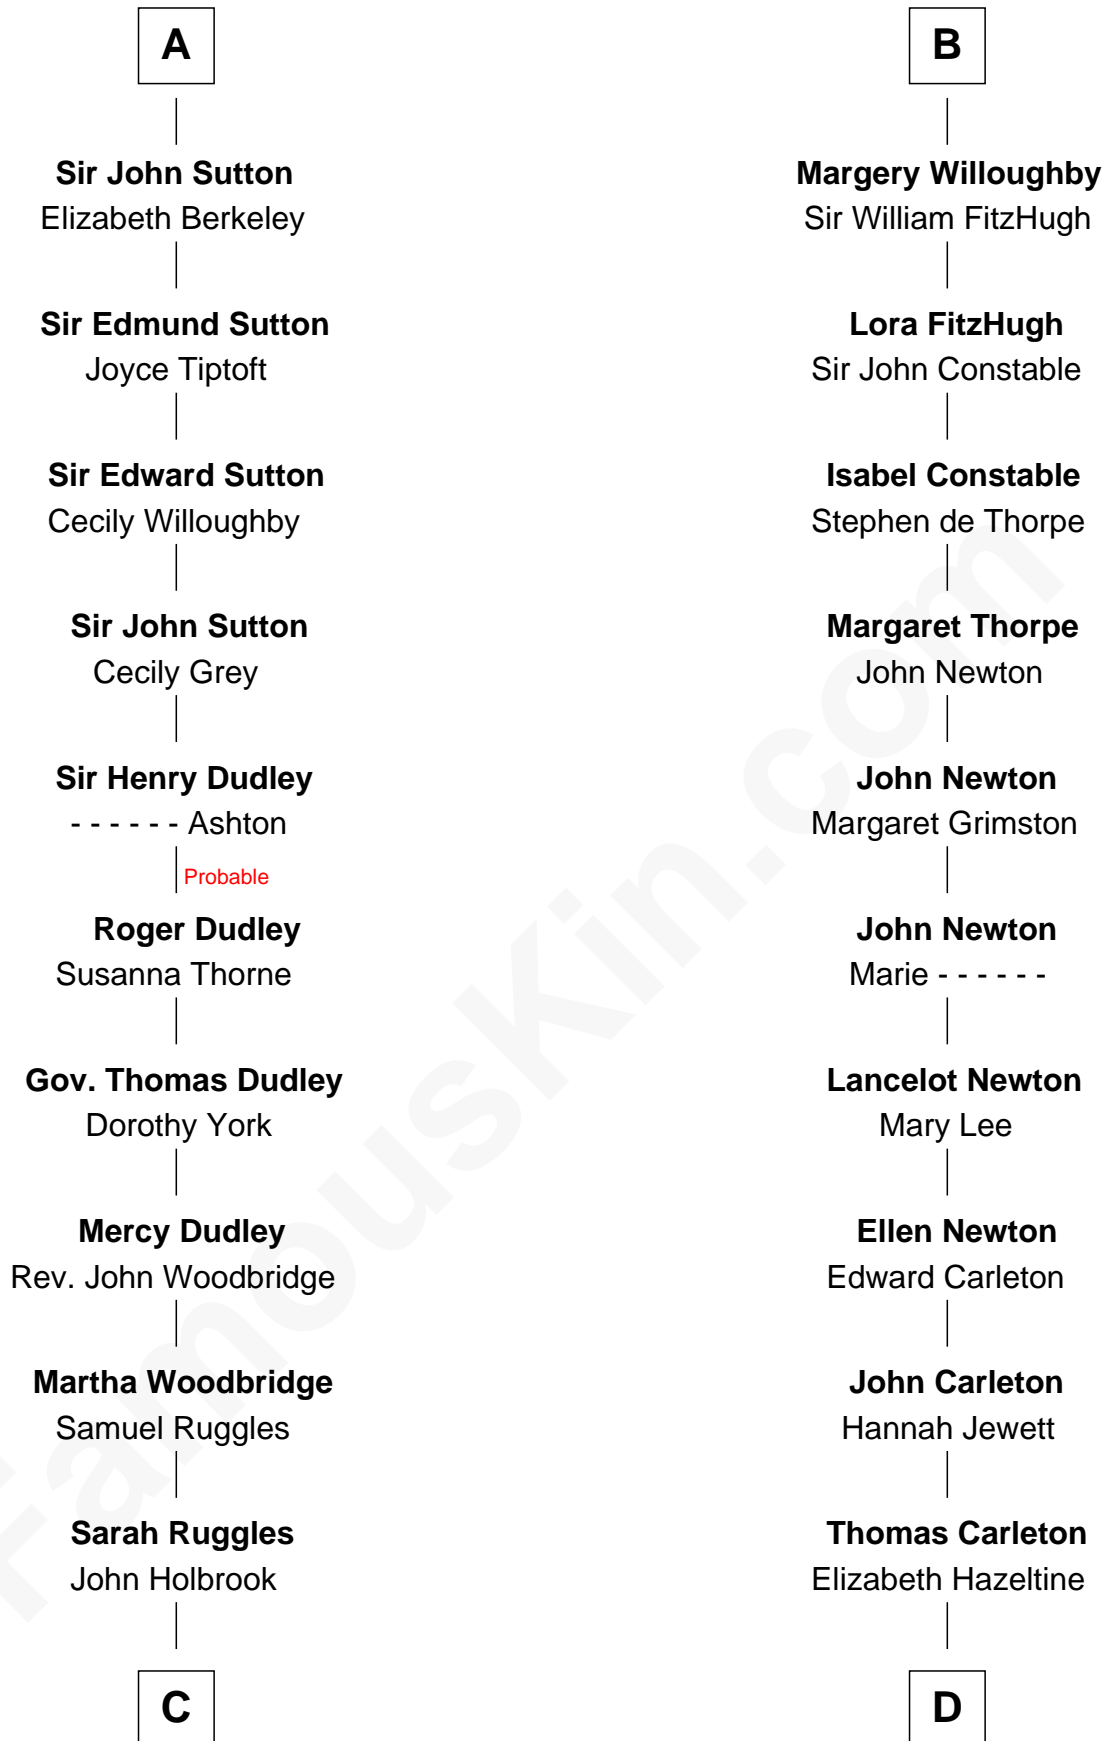 A
Sir John Sutton
Elizabeth Berkeley
Sir Edmund Sutton
Joyce Tiptoft
Sir Edward Sutton
Cecily Willoughby
Sir John Sutton
Cecily Grey
Sir Henry Dudley
- - - - - - Ashton
Probable
Roger Dudley
Susanna Thorne
Gov. Thomas Dudley
Dorothy York
Mercy Dudley
Rev. John Woodbridge
Martha Woodbridge
Samuel Ruggles
Sarah Ruggles
John Holbrook
C
B
Margery Willoughby
Sir William FitzHugh
Lora FitzHugh
Sir John Constable
Isabel Constable
Stephen de Thorpe
Margaret Thorpe
John Newton
John Newton
Margaret Grimston
John Newton
Marie - - - - - -
Lancelot Newton
Mary Lee
Ellen Newton
Edward Carleton
John Carleton
Hannah Jewett
Thomas Carleton
Elizabeth Hazeltine
D
FamousKin.com